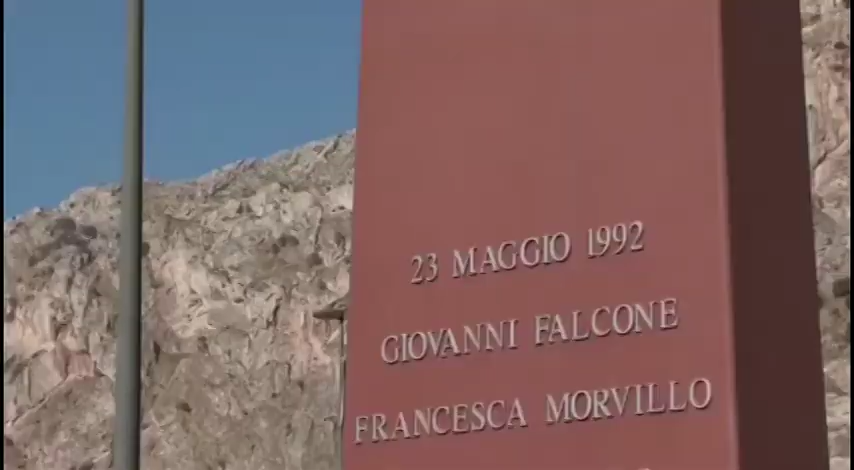 23 MAGGIO 1992
GIOVANNI FALCONE
FRANCESCA MORVILLO